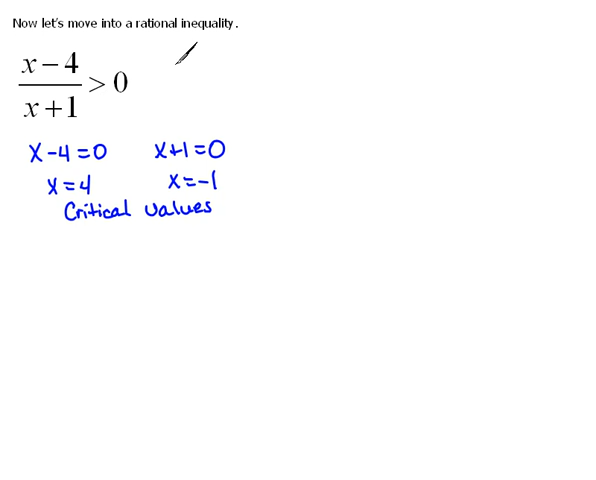 Now let's move into a rational inequality.
x − 4
x + 1
> 0
x - 4 = 0 x + 1 = 0
x = 4 x = -1
Critical values